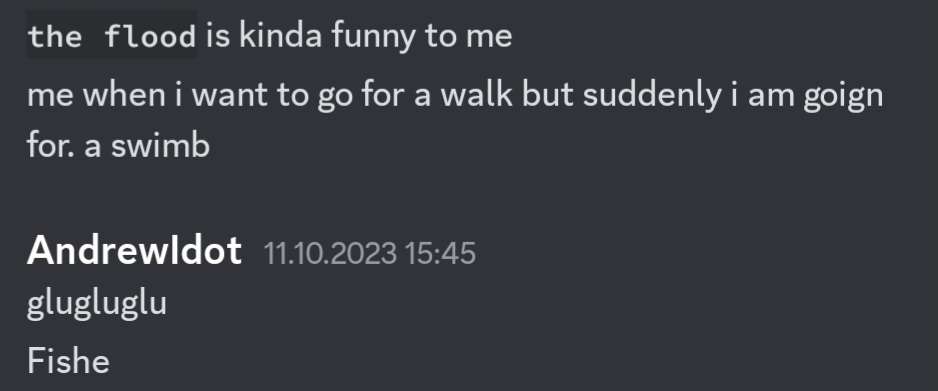 the flood is kinda funny to me
me when i want to go for a walk but suddenly i am goign
for. a swimb
AndrewIdot 11.10.2023 15:45
glugluglu
Fishe